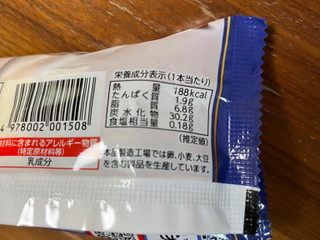 栄養成分表示(1本当たり)
熱量 188kcal
たんぱく質 1.9g
脂質 6.8g
炭水化物 30.2g
食塩相当量 0.18g
(推定値)
4 978002 001508
材料に含まれるアレルギー物質
(特定原材料等)
乳成分
本品製造工場では卵、小麦、大豆
を含む製品を生産しています。